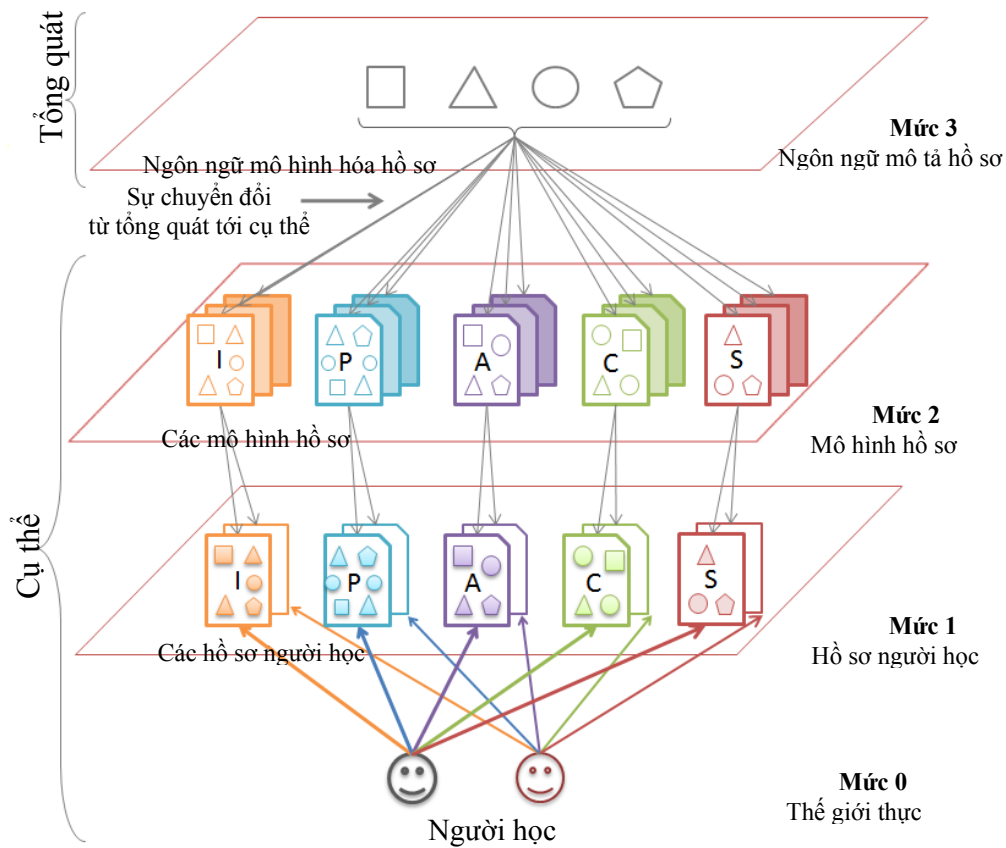 Tổng quát
Mức 3
Ngôn ngữ mô tả hồ sơ
Ngôn ngữ mô hình hóa hồ sơ
Sự chuyển đổi
từ tổng quát tới cụ thể
I
P
A
C
S
Các mô hình hồ sơ
Mức 2
Mô hình hồ sơ
Cụ thể
I
P
A
C
S
Các hồ sơ người học
Mức 1
Hồ sơ người học
Mức 0
Thế giới thực
Người học